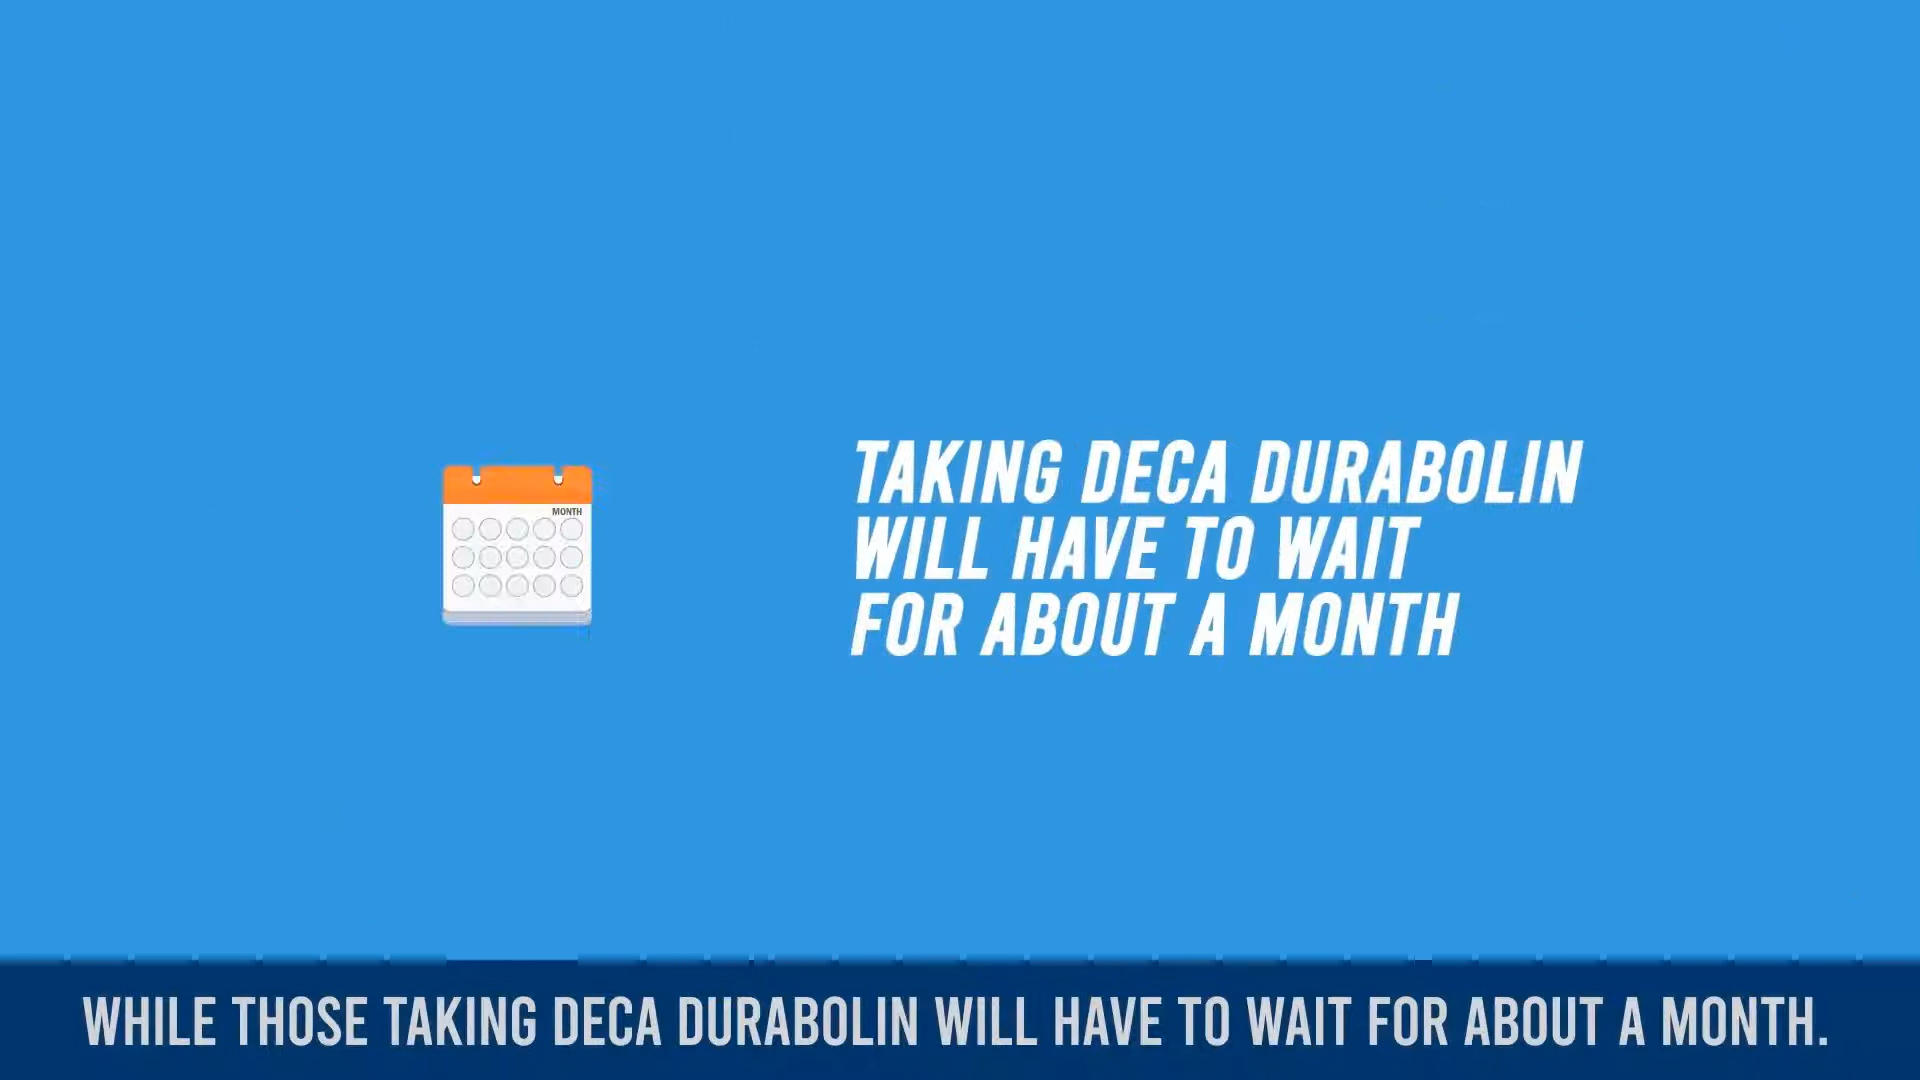 MONTH
TAKING DECA DURABOLIN
WILL HAVE TO WAIT
FOR ABOUT A MONTH
WHILE THOSE TAKING DECA DURABOLIN WILL HAVE TO WAIT FOR ABOUT A MONTH.